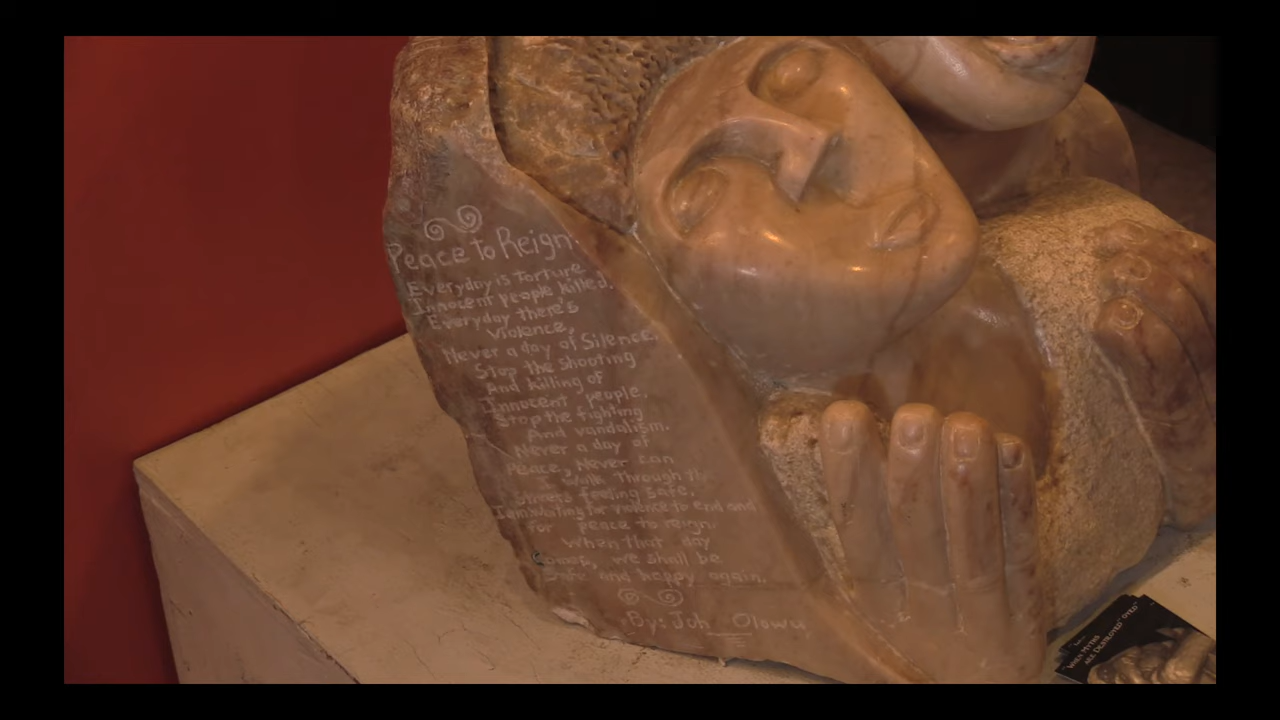 Peace to Reign.
Everyday is Torture
Innocent people killed.
Everyday there's
Violence,
Never a day of Silence.
Stop the shooting
And killing of
Innocent people.
Stop the fighting
And vandalism.
Never a day of
Peace, Never can
I Walk Through the
Streets feeling safe.
Iam waiting for violence to end and
for peace to reign.
When that day
Comes, we shall be
Safe and happy again.
By: Joh Olowu
"WHEN MYTHS